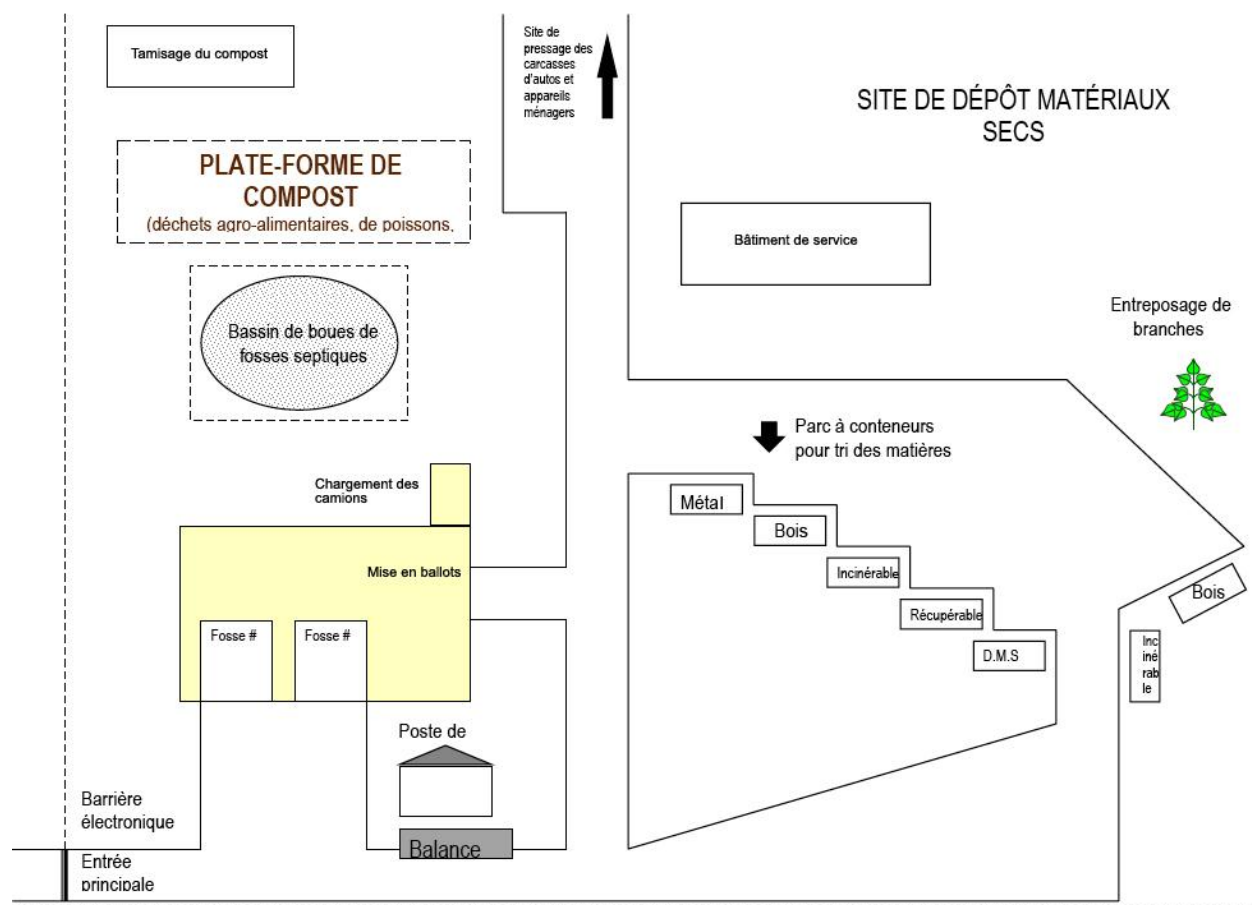 Tamisage du compost
Site de
pressage des
carcasses
d'autos et
appareils
ménagers
SITE DE DÉPÔT MATÉRIAUX
SECS
PLATE-FORME DE
COMPOST
(déchets agro-alimentaires, de poissons,
Bâtiment de service
Bassin de boues de
fosses septiques
Entreposage de
branches
Parc à conteneurs
pour tri des matières
Chargement des
camions
Métal
Bois
Mise en ballots
Incinérable
Bois
Récupérable
Fosse #
Fosse #
D.M.S
Inc
iné
rab
le
Poste de
Barrière
électronique
Balance
Entrée
principale